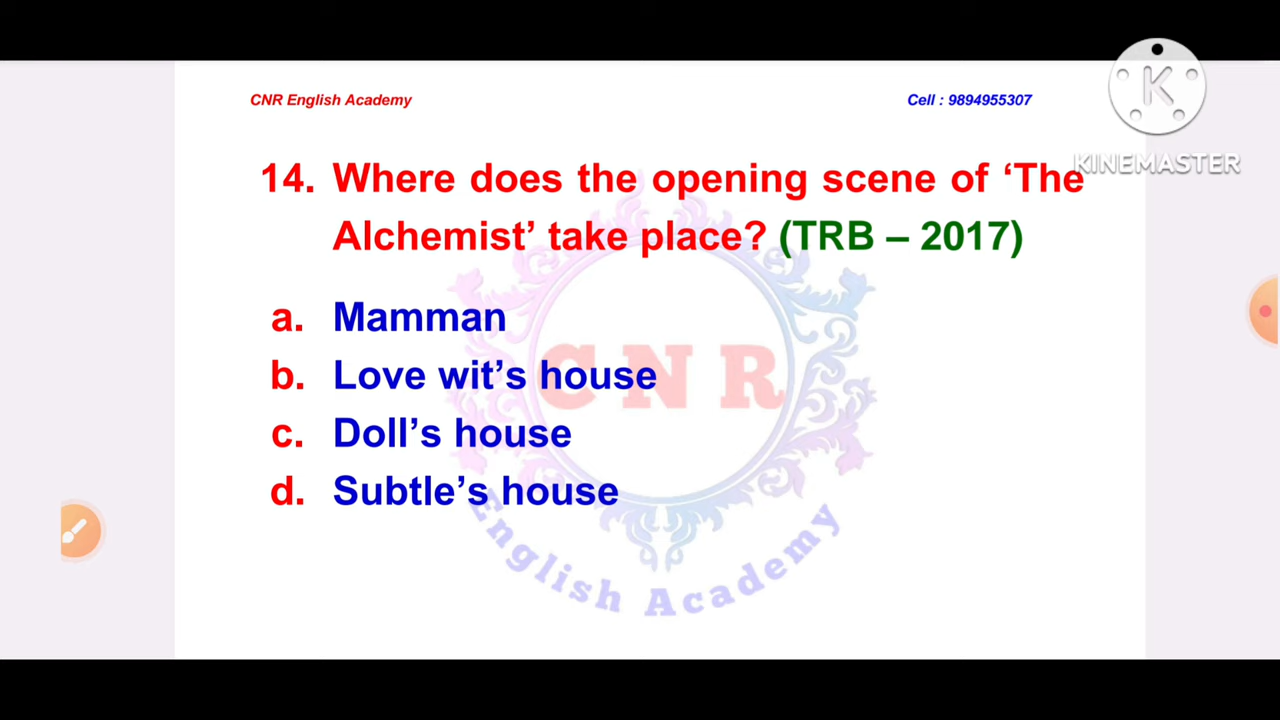 CNR English Academy
Cell : 9894955307
KINEMASTER
14. Where does the opening scene of ‘The
Alchemist’ take place? (TRB – 2017)
a. Mamman
b. Love wit’s house
c. Doll’s house
d. Subtle’s house
CNR
English Academy